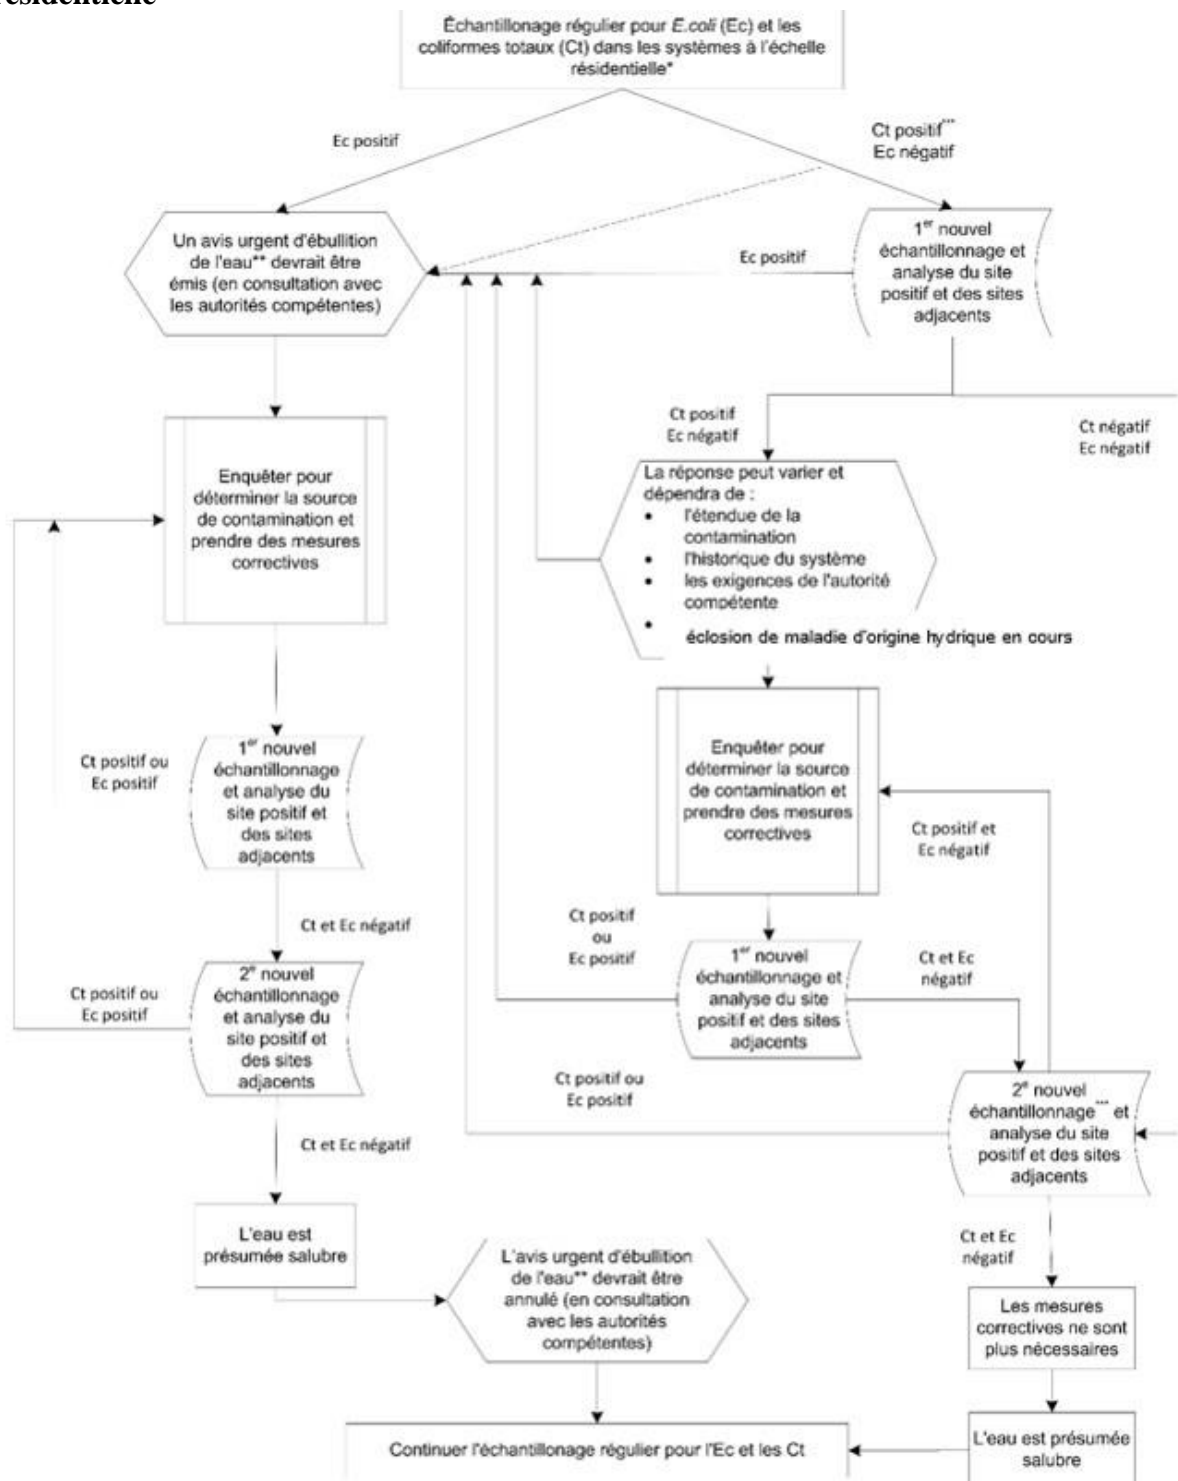 résidentielle
Échantillonage régulier pour E.coli (Ec) et les
coliformes totaux (Ct) dans les systèmes à l'échelle
résidentielle*
Ec positif
Ct positif***
Ec négatif
Un avis urgent d'ébullition
de l'eau** devrait être
émis (en consultation avec
les autorités compétentes)
Ec positif
1er nouvel
échantillonnage et
analyse du site
positif et des sites
adjacents
Ct positif
Ec négatif
Ct négatif
Ec négatif
La réponse peut varier et
dépendra de :
• l'étendue de la
contamination
• l'historique du système
• les exigences de l'autorité
compétente
• éclosion de maladie d'origine hydrique en cours
Enquêter pour
déterminer la source
de contamination et
prendre des mesures
correctives
Enquêter pour
déterminer la source
de contamination et
prendre des mesures
correctives
Ct positif ou
Ec positif
1er nouvel
échantillonnage
et analyse du
site positif et
des sites
adjacents
Ct positif et
Ec négatif
Ct et Ec négatif
Ct positif
ou
Ec positif
1er nouvel
échantillonnage et
analyse du site
positif et des sites
adjacents
Ct et Ec
négatif
Ct positif ou
Ec positif
2e nouvel
échantillonnage
et analyse du
site positif et
des sites
adjacents
Ct positif ou
Ec positif
2e nouvel
échantillonnage*** et
analyse du site
positif et des sites
adjacents
Ct et Ec négatif
Ct et Ec
négatif
L'eau est
présumée salubre
L'avis urgent d'ébullition
de l'eau** devrait être
annulé (en consultation
avec les autorités
compétentes)
Les mesures
correctives ne sont
plus nécessaires
Continuer l'échantillonage régulier pour l'Ec et les Ct
L'eau est présumée
salubre